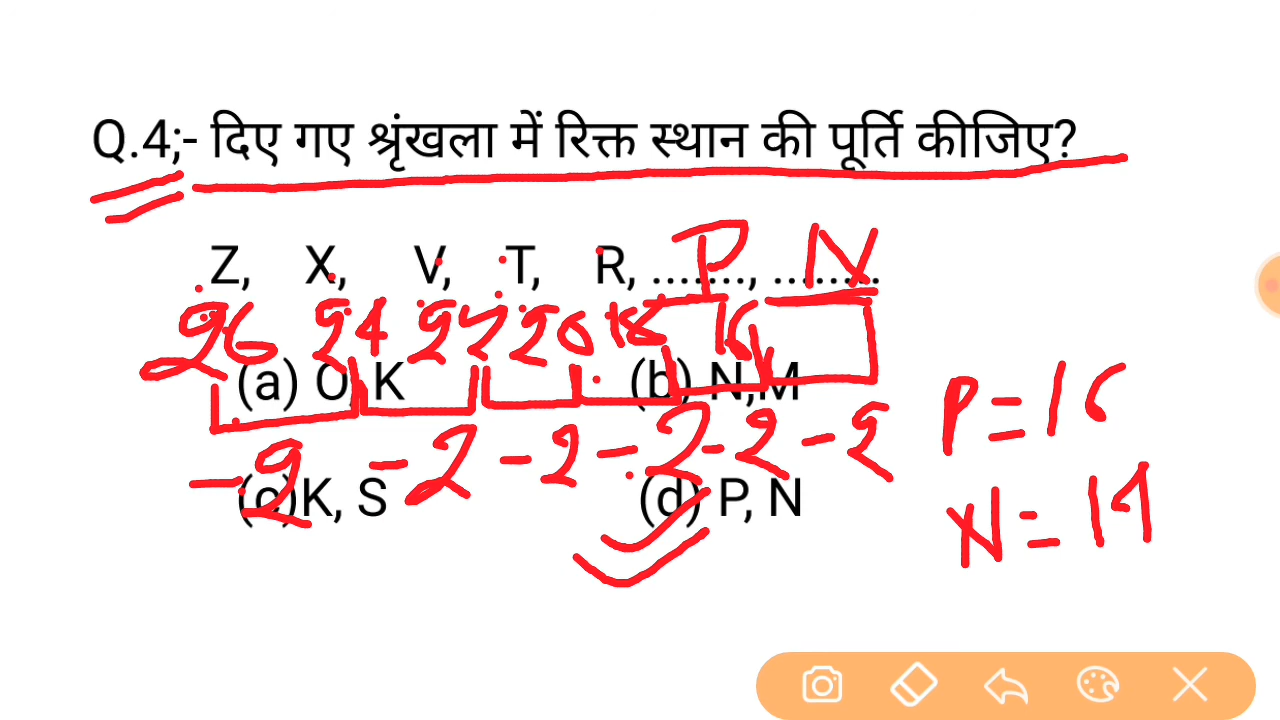 Q.4;- दिए गए श्रृंखला में रिक्त स्थान की पूर्ति कीजिए?
Z, X, V, T, R, ......., ........
P N
26 24 22 20 18 16
(a) O, K (b) N,M
-2 -2 -2 -2 -2 -2
(c)K, S (d) P, N
P = 16
N = 14